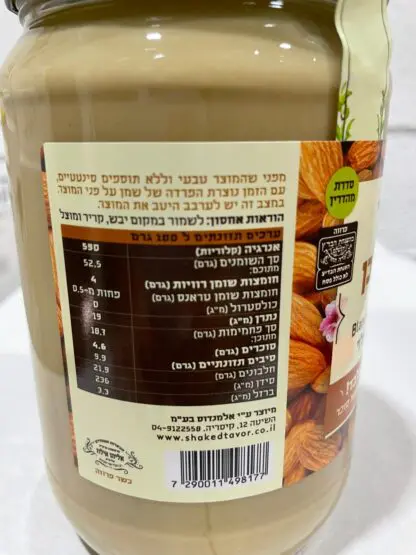 מפני שהמוצר טבעי וללא תוספים סינטטיים,
עם הזמן נוצרת הפרדה של שמן על פני המוצר.
במצב זה יש לערבב היטב את המוצר.
הוראות אחסון: לשמור במקום יבש, קריר ומוצל
ערכים תזונתיים ל 100 גרם
אנרגיה (קלוריות) 595
סך השומנים (גרם) 52.5
מתוכם:
חומצות שומן רוויות (גרם) 4
חומצות שומן טראנס (גרם) פחות מ-0.5
כולסטרול (מ"ג) 0
נתרן (מ"ג) 19
סך פחמימות (גרם) 18.7
מתוכן:
סוכרים (גרם) 4.6
סיבים תזונתיים (גרם) 9.9
חלבונים (גרם) 21.9
סידן (מ"ג) 236
ברזל (מ"ג) 3.3
מיוצר ע"י אלמנדוס בע"מ
השיטה 12, קיסריה. 04-9122558
www.shakedtavor.co.il
7 290011 498177
כשר פרווה
סדרת
מהדרין
פרווה